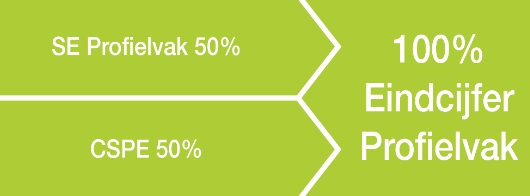 SE Profielvak 50%
CSPE 50%
100%
Eindcijfer
Profielvak